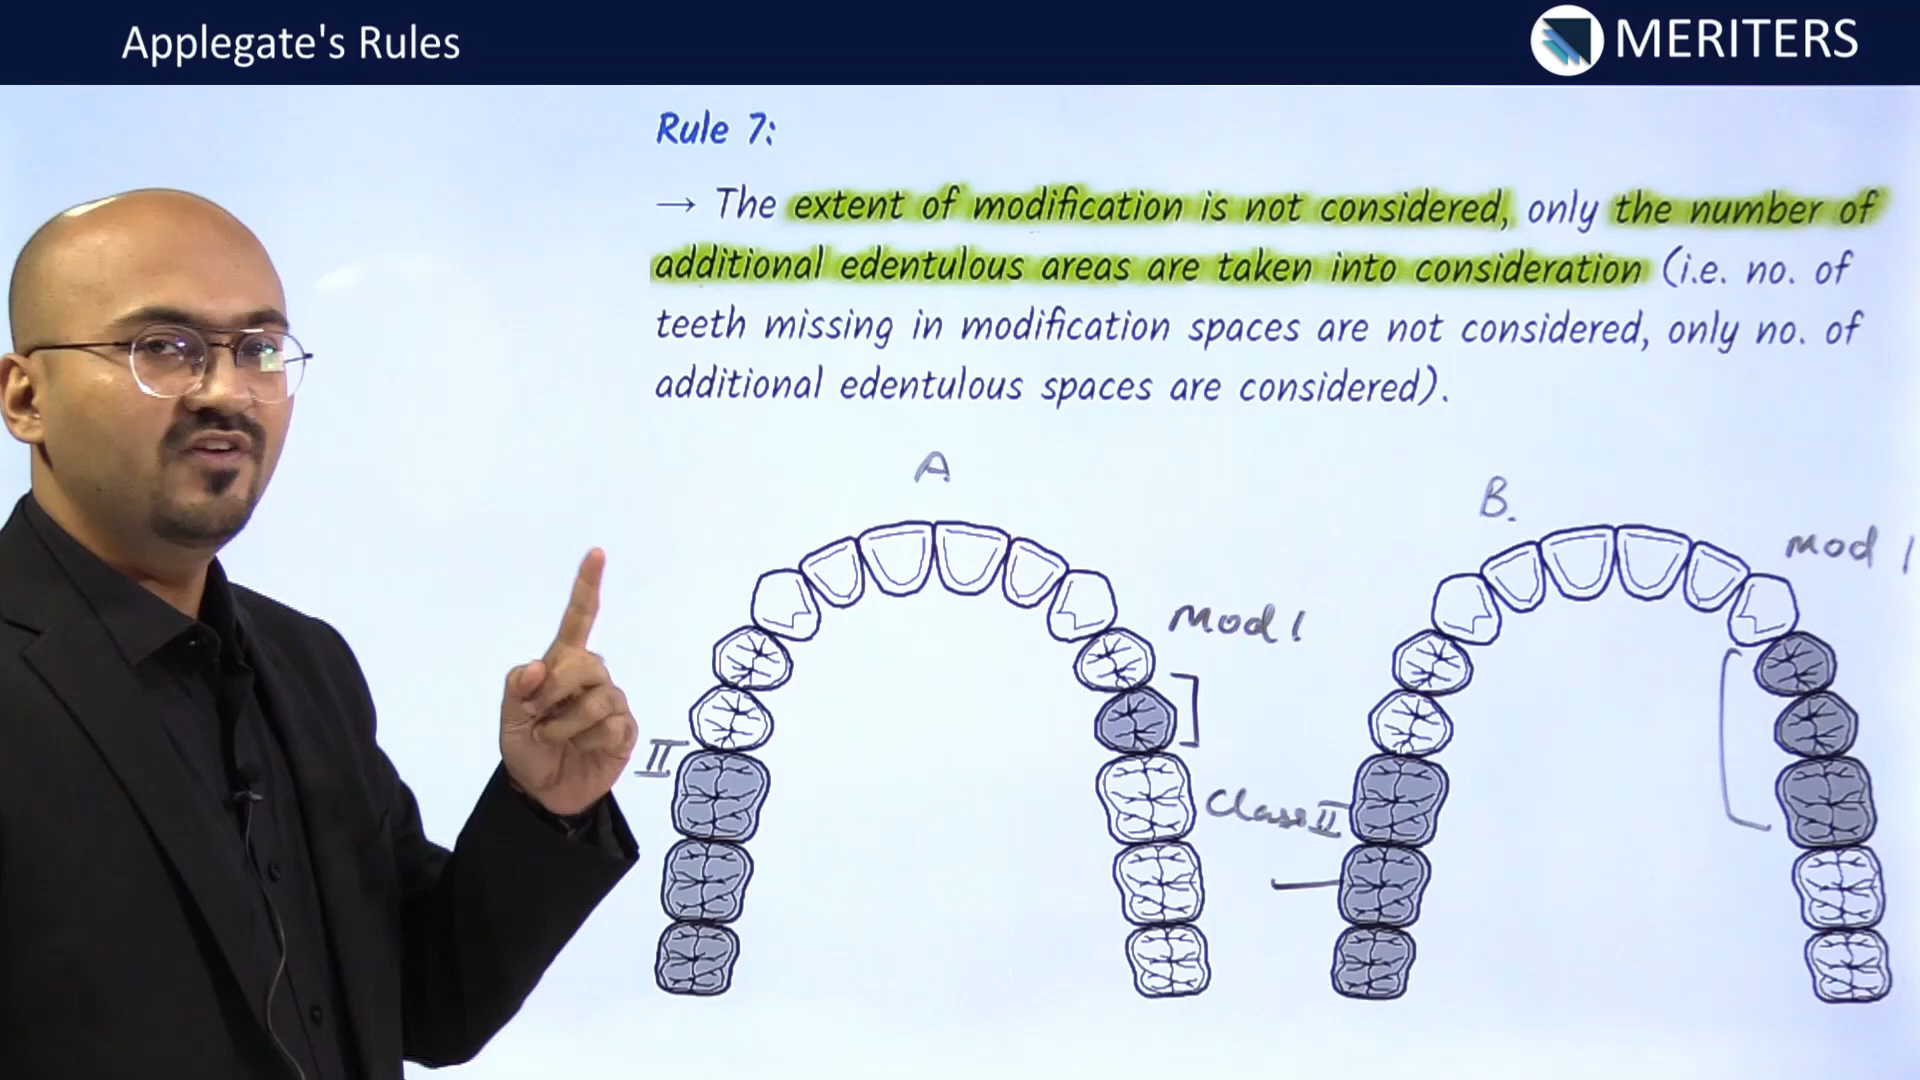 Applegate's Rules
MERITERS
Rule 7:
→ The extent of modification is not considered, only the number of
additional edentulous areas are taken into consideration (i.e. no. of
teeth missing in modification spaces are not considered, only no. of
additional edentulous spaces are considered).
A
B.
Mod 1
Mod 1
II
Class II